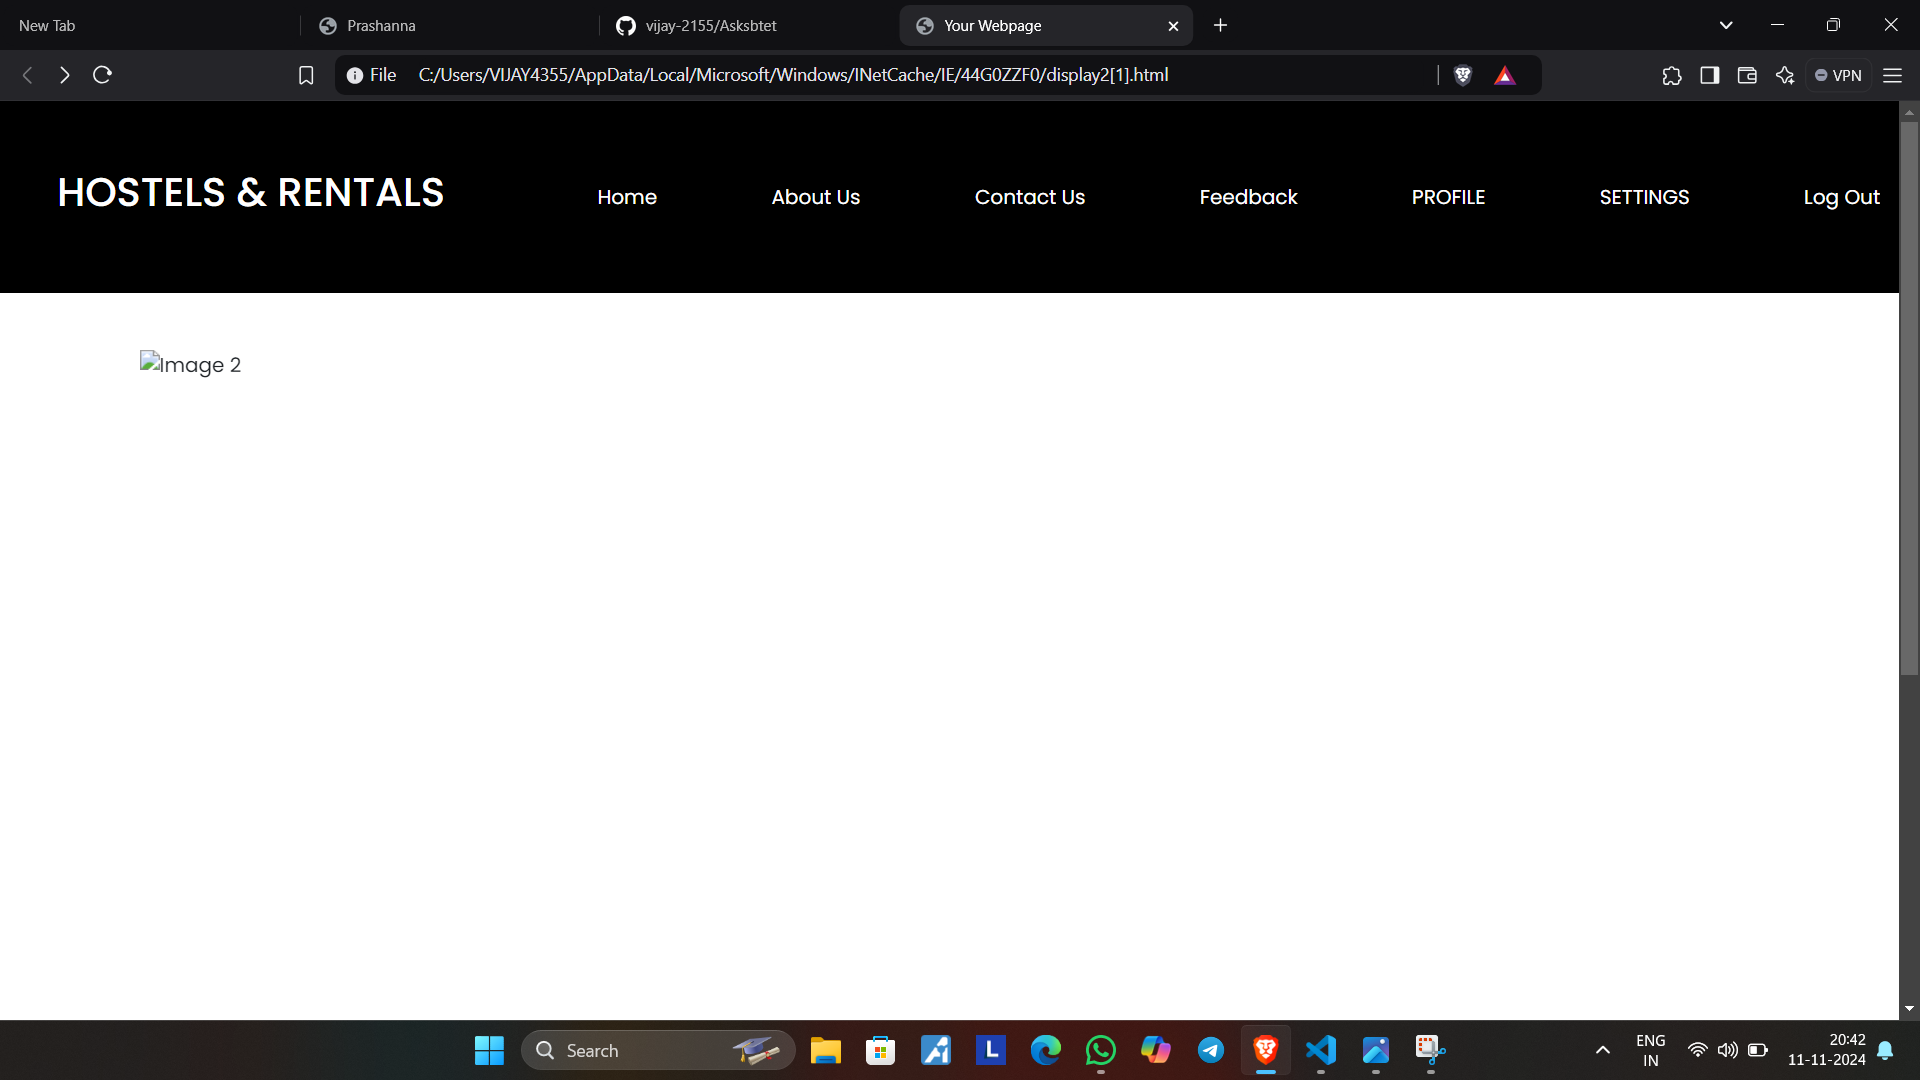 New Tab
Prashanna
vijay-2155/Asksbtet
Your Webpage
File C:/Users/VIJAY4355/AppData/Local/Microsoft/Windows/INetCache/IE/44G0ZZF0/display2[1].html
VPN
HOSTELS & RENTALS
Home About Us Contact Us Feedback PROFILE SETTINGS Log Out
Image 2
Search
L
ENG
IN
20:42
11-11-2024